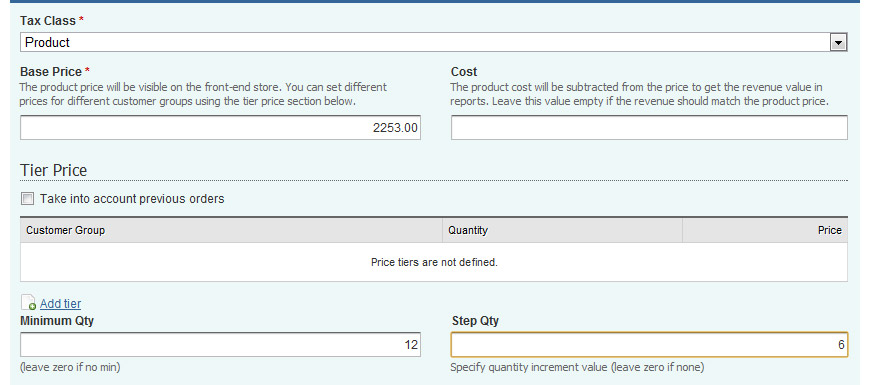 Tax Class *
Product
Base Price *
The product price will be visible on the front-end store. You can set different
prices for different customer groups using the tier price section below.
2253.00
Cost
The product cost will be subtracted from the price to get the revenue value in
reports. Leave this value empty if the revenue should match the product price.
Tier Price
Take into account previous orders
Customer Group Quantity Price
Price tiers are not defined.
Add tier
Minimum Qty
12
(leave zero if no min)
Step Qty
6
Specify quantity increment value (leave zero if none)